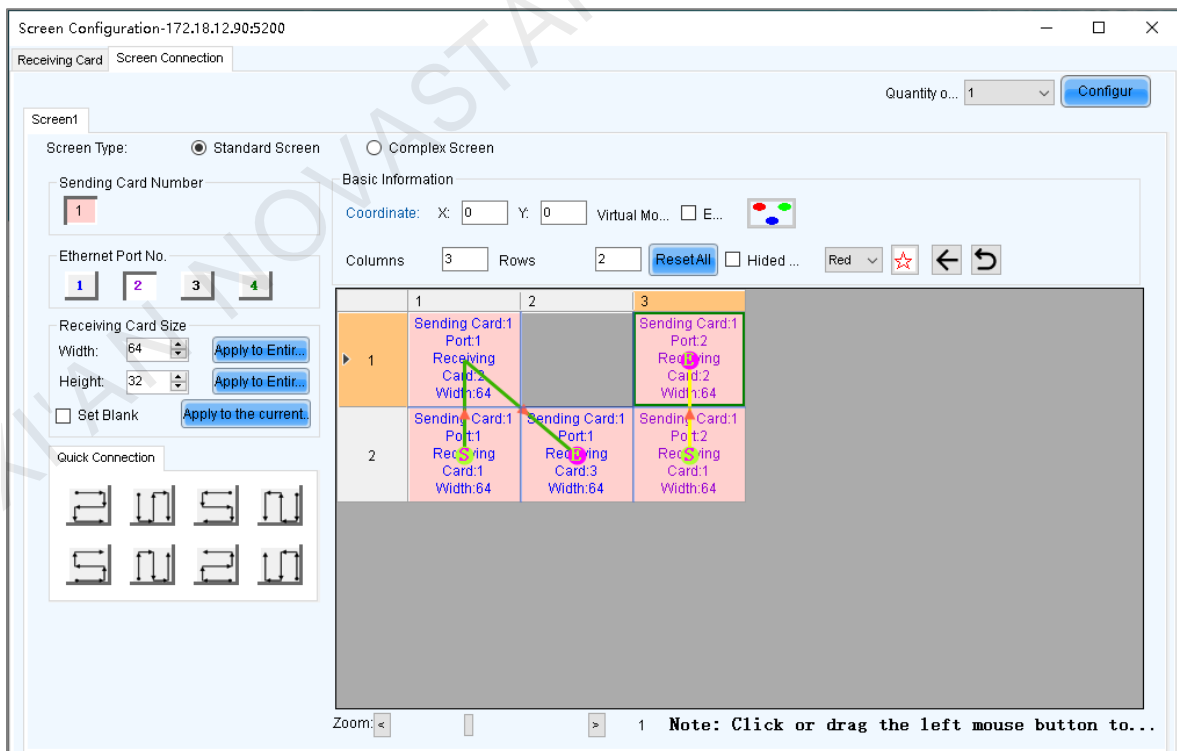 Screen Configuration-172.18.12.90:5200
Receiving Card Screen Connection
Quantity o... 1 Configur
Screen1
Screen Type: Standard Screen Complex Screen
Sending Card Number
1
Basic Information
Coordinate: X: 0 Y: 0 Virtual Mo... E...
Columns 3 Rows 2 ResetAll Hided ... Red
Ethernet Port No.
1 2 3 4
Receiving Card Size
Width: 64 Apply to Entir...
Height: 32 Apply to Entir...
Set Blank Apply to the current..
Quick Connection
1 2 3
1
Sending Card:1
Port:1
Receiving
Card:2
Width:64
Sending Card:1
Port:2
Receiving
Card:2
Width:64
E
2
Sending Card:1
Port:1
Receiving
Card:1
Width:64
S
Sending Card:1
Port:1
Receiving
Card:3
Width:64
E
Sending Card:1
Port:2
Receiving
Card:1
Width:64
S
Zoom: < > 1 Note: Click or drag the left mouse button to...
XIAN NOVASTAR